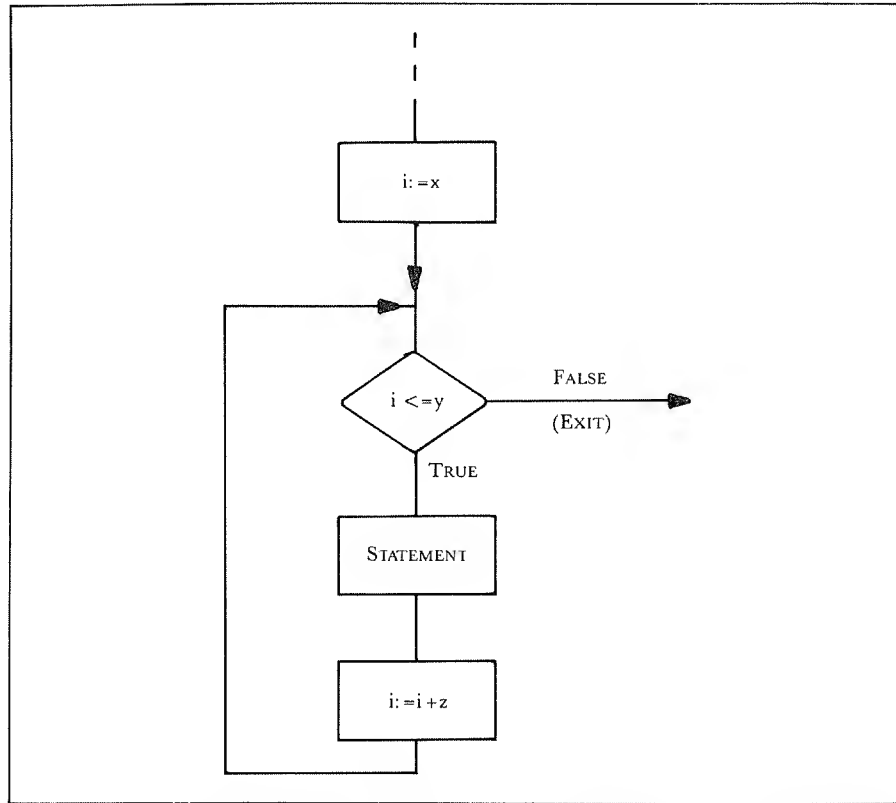 i:=x
i <=y
FALSE
(EXIT)
TRUE
STATEMENT
i:=i+z